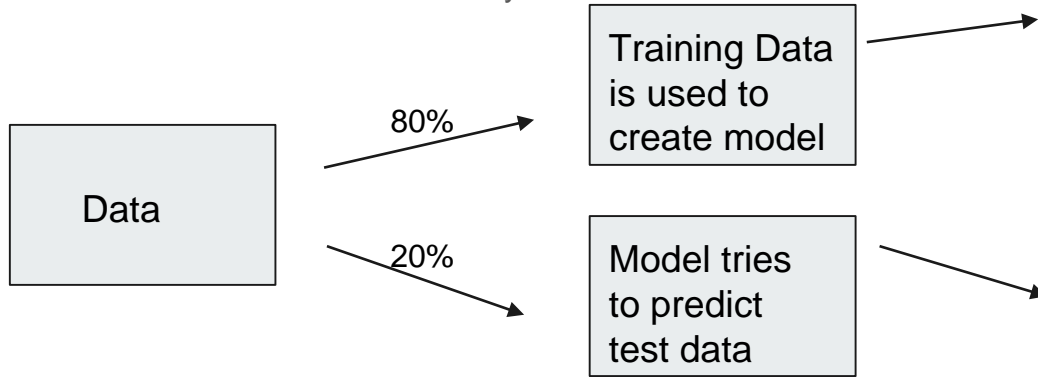 Training Data
is used to
create model
80%
Data
20%
Model tries
to predict
test data